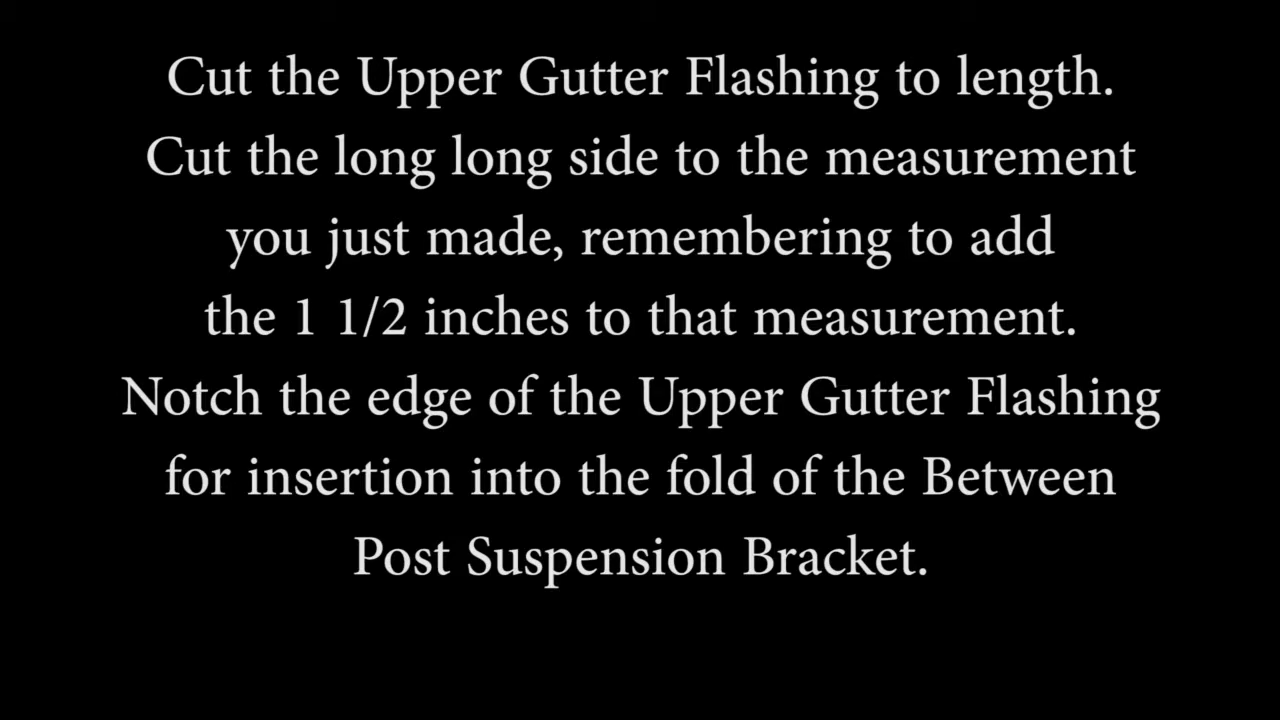 Cut the Upper Gutter Flashing to length.
Cut the long long side to the measurement
you just made, remembering to add
the 1 1/2 inches to that measurement.
Notch the edge of the Upper Gutter Flashing
for insertion into the fold of the Between
Post Suspension Bracket.